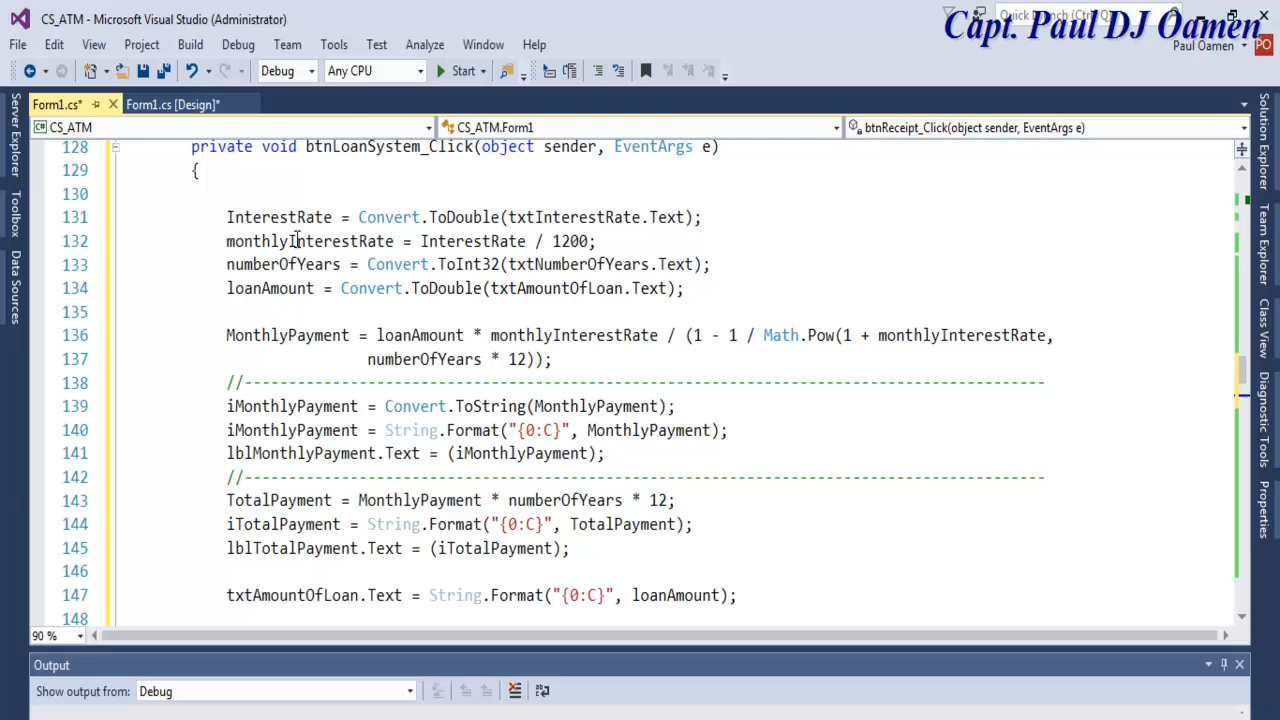 CS_ATM - Microsoft Visual Studio (Administrator)
Quick Launch (Ctrl+Q)
Capt. Paul DJ Oamen
File Edit View Project Build Debug Team Tools Test Analyze Window Help
Paul Oamen PO
Debug Any CPU Start
Form1.cs* Form1.cs [Design]*
CS_ATM CS_ATM.Form1 btnReceipt_Click(object sender, EventArgs e)
Server Explorer
Toolbox
Data Sources
128 private void btnLoanSystem_Click(object sender, EventArgs e)
129 {
130
131 InterestRate = Convert.ToDouble(txtInterestRate.Text);
132 monthlyInterestRate = InterestRate / 1200;
133 numberOfYears = Convert.ToInt32(txtNumberOfYears.Text);
134 loanAmount = Convert.ToDouble(txtAmountOfLoan.Text);
135
136 MonthlyPayment = loanAmount * monthlyInterestRate / (1 - 1 / Math.Pow(1 + monthlyInterestRate,
137 numberOfYears * 12));
138 //-------------------------------------------------------------------------------------------
139 iMonthlyPayment = Convert.ToString(MonthlyPayment);
140 iMonthlyPayment = String.Format("{0:C}", MonthlyPayment);
141 lblMonthlyPayment.Text = (iMonthlyPayment);
142 //-------------------------------------------------------------------------------------------
143 TotalPayment = MonthlyPayment * numberOfYears * 12;
144 iTotalPayment = String.Format("{0:C}", TotalPayment);
145 lblTotalPayment.Text = (iTotalPayment);
146
147 txtAmountOfLoan.Text = String.Format("{0:C}", loanAmount);
148
Solution Explorer
Class View
Diagnostic Tools
Properties
90 %
Output
Show output from: Debug